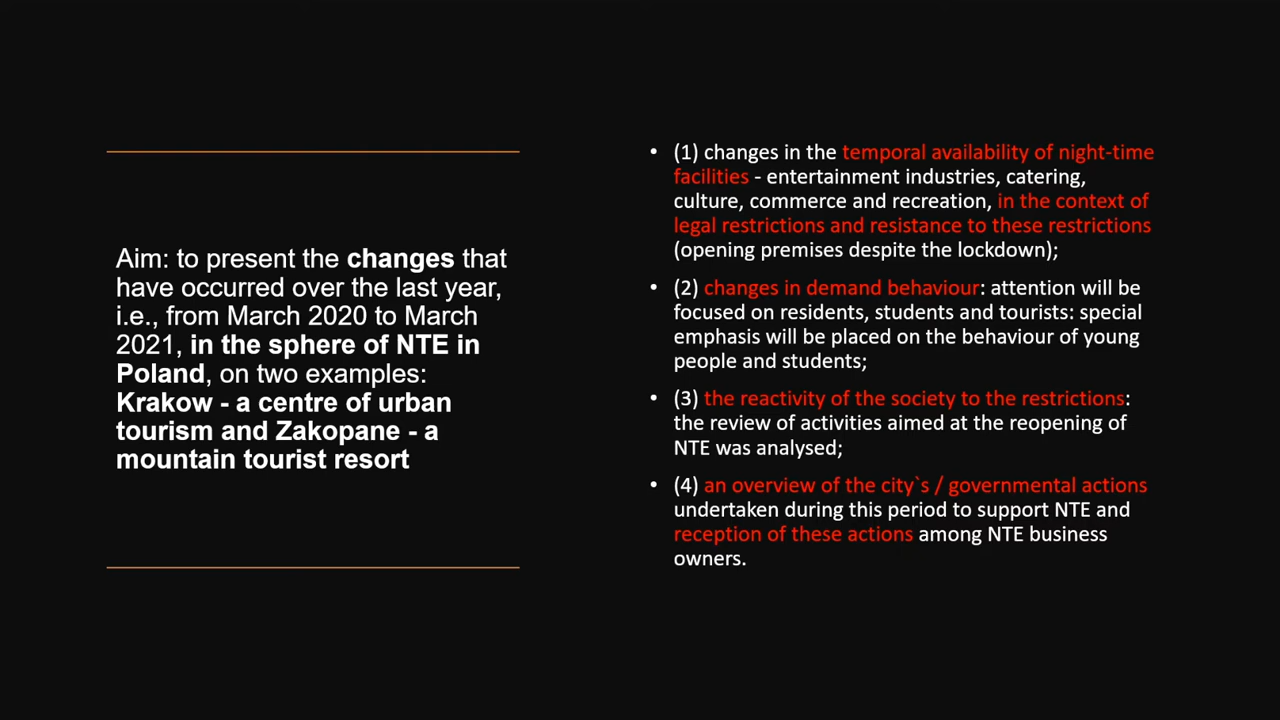 Aim: to present the changes that
have occurred over the last year,
i.e., from March 2020 to March
2021, in the sphere of NTE in
Poland, on two examples:
Krakow - a centre of urban
tourism and Zakopane - a
mountain tourist resort
• (1) changes in the temporal availability of night-time
facilities - entertainment industries, catering,
culture, commerce and recreation, in the context of
legal restrictions and resistance to these restrictions
(opening premises despite the lockdown);
• (2) changes in demand behaviour: attention will be
focused on residents, students and tourists: special
emphasis will be placed on the behaviour of young
people and students;
• (3) the reactivity of the society to the restrictions:
the review of activities aimed at the reopening of
NTE was analysed;
• (4) an overview of the city`s / governmental actions
undertaken during this period to support NTE and
reception of these actions among NTE business
owners.